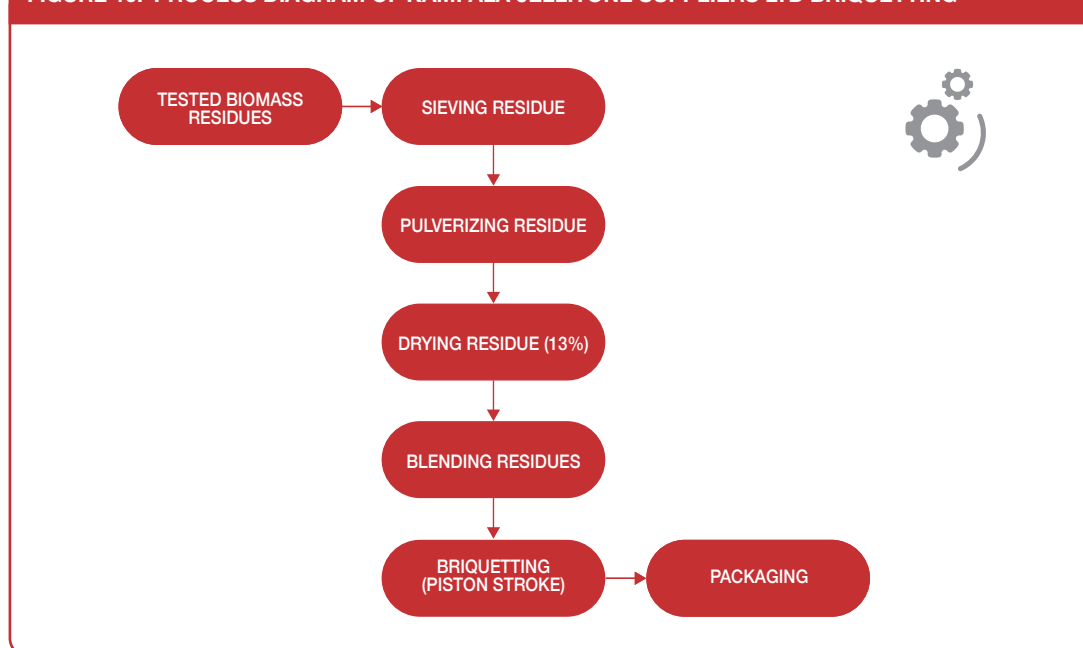 TESTED BIOMASS
RESIDUES
SIEVING RESIDUE
PULVERIZING RESIDUE
DRYING RESIDUE (13%)
BLENDING RESIDUES
BRIQUETTING
(PISTON STROKE)
PACKAGING